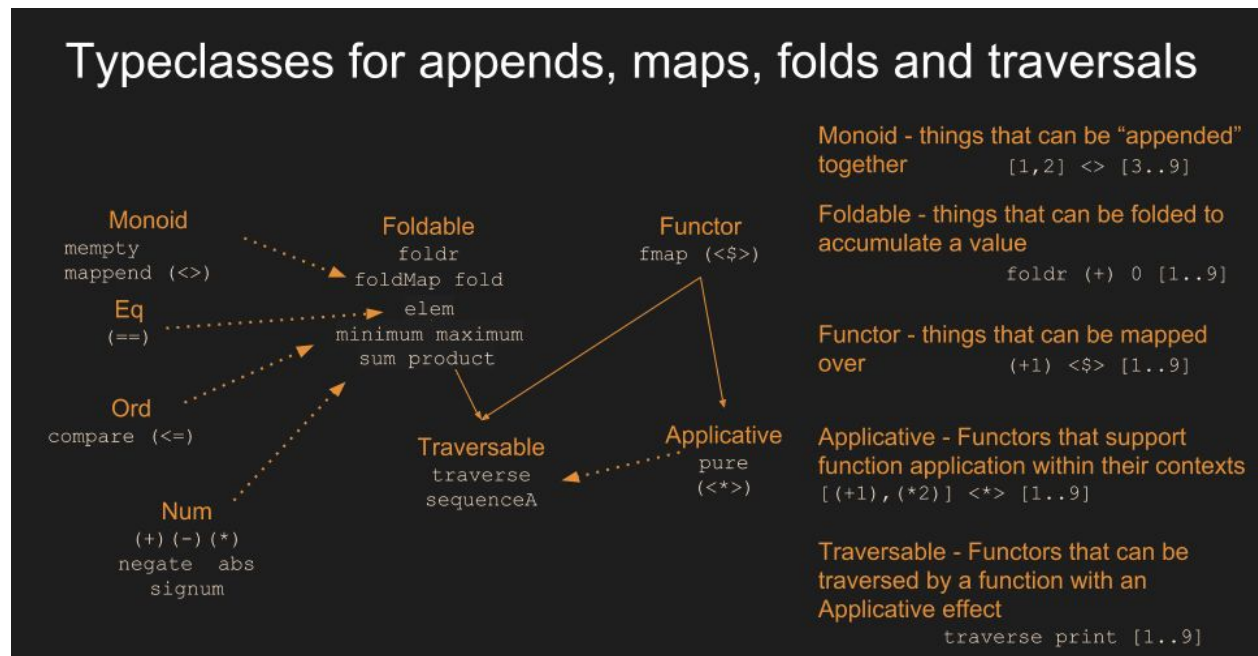 Typeclasses for appends, maps, folds and traversals
Monoid
mempty
mappend (<>)
Eq
(==)
Ord
compare (<=)
Num
(+)(-)(*)
negate abs
signum
Foldable
foldr
foldMap fold
elem
minimum maximum
sum product
Functor
fmap (<$>)
Traversable
traverse
sequenceA
Applicative
pure
(<*>)
Monoid - things that can be “appended”
together [1,2] <> [3..9]
Foldable - things that can be folded to
accumulate a value
foldr (+) 0 [1..9]
Functor - things that can be mapped
over (+1) <$> [1..9]
Applicative - Functors that support
function application within their contexts
[(+1),(*2)] <*> [1..9]
Traversable - Functors that can be
traversed by a function with an
Applicative effect
traverse print [1..9]